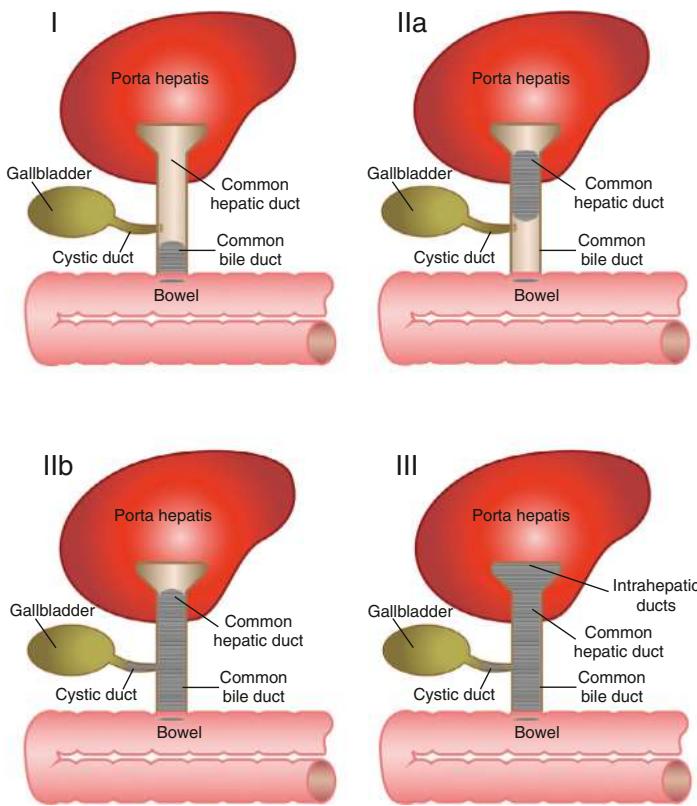 I
Porta hepatis
Gallbladder
Common
hepatic duct
Cystic duct
Common
bile duct
Bowel
IIa
Porta hepatis
Gallbladder
Common
hepatic duct
Cystic duct
Common
bile duct
Bowel
IIb
Porta hepatis
Gallbladder
Common
hepatic duct
Cystic duct
Common
bile duct
Bowel
III
Porta hepatis
Intrahepatic
ducts
Gallbladder
Common
hepatic duct
Cystic duct
Common
bile duct
Bowel